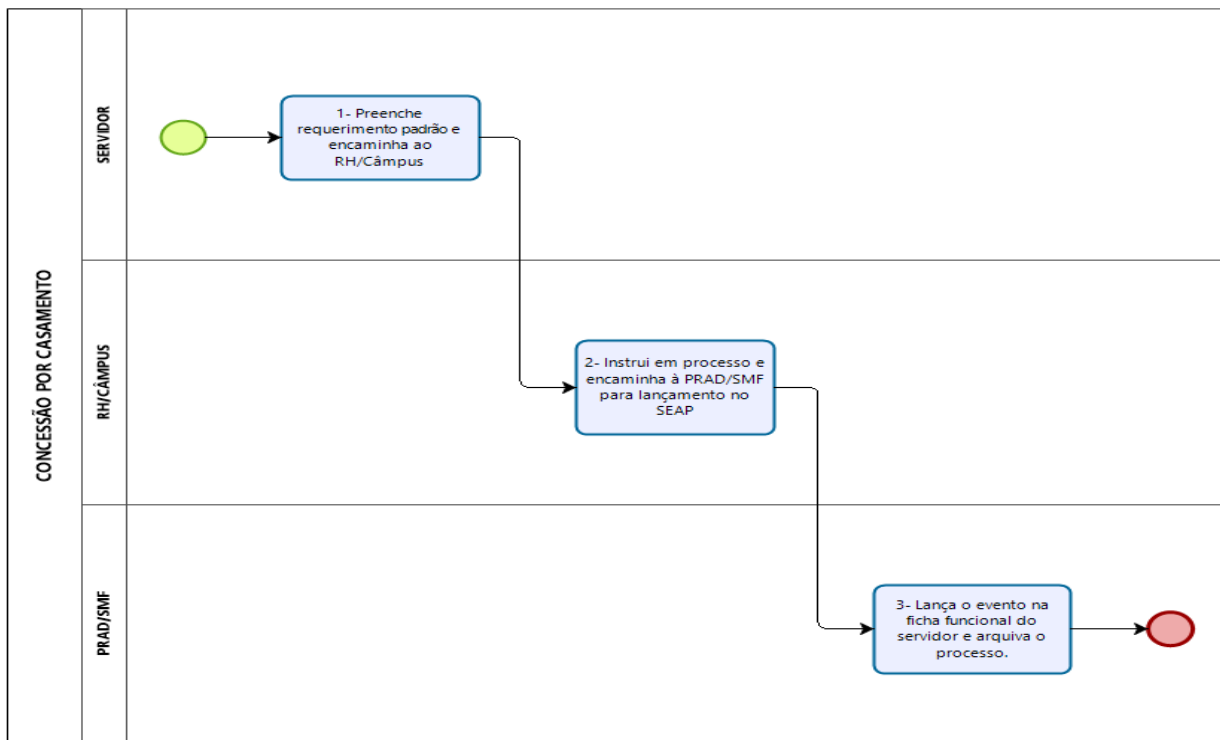 CONCESSÃO POR CASAMENTO
SERVIDOR
1- Preenche
requerimento padrão e
encaminha ao
RH/Câmpus
RH/CÂMPUS
2- Instrui em processo e
encaminha à PRAD/SMF
para lançamento no
SEAP
PRAD/SMF
3- Lança o evento na
ficha funcional do
servidor e arquiva o
processo.